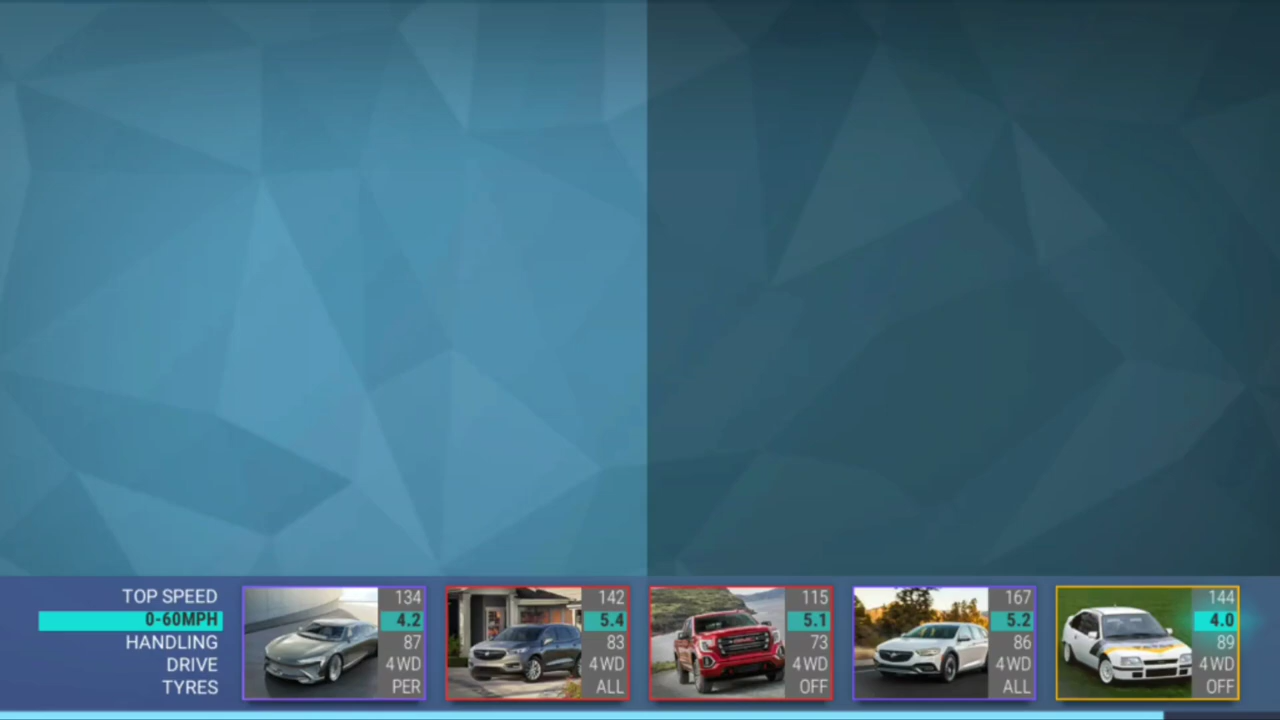 TOP SPEED
0-60MPH
HANDLING
DRIVE
TYRES
134
4.2
87
4WD
PER
142
5.4
83
4WD
ALL
115
5.1
73
4WD
OFF
167
5.2
86
4WD
ALL
144
4.0
89
4WD
OFF